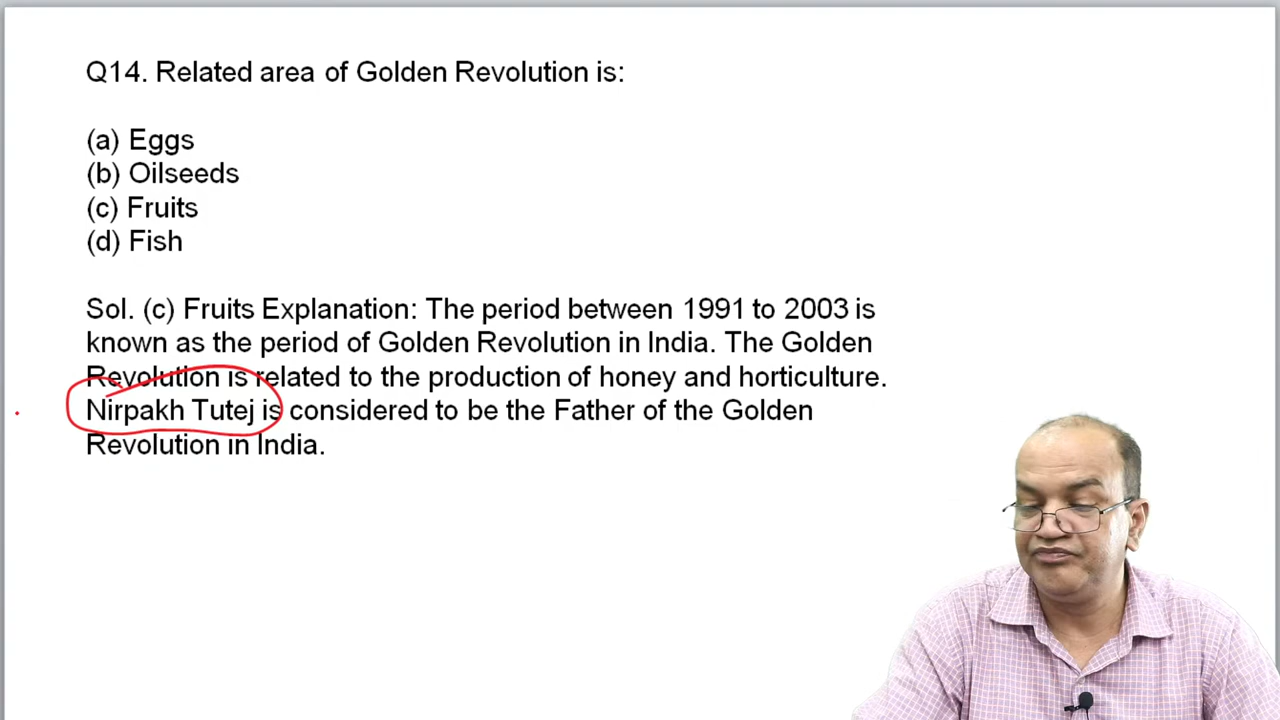 Q14. Related area of Golden Revolution is:
(a) Eggs
(b) Oilseeds
(c) Fruits
(d) Fish
Sol. (c) Fruits Explanation: The period between 1991 to 2003 is
known as the period of Golden Revolution in India. The Golden
Revolution is related to the production of honey and horticulture.
Nirpakh Tutej is considered to be the Father of the Golden
Revolution in India.